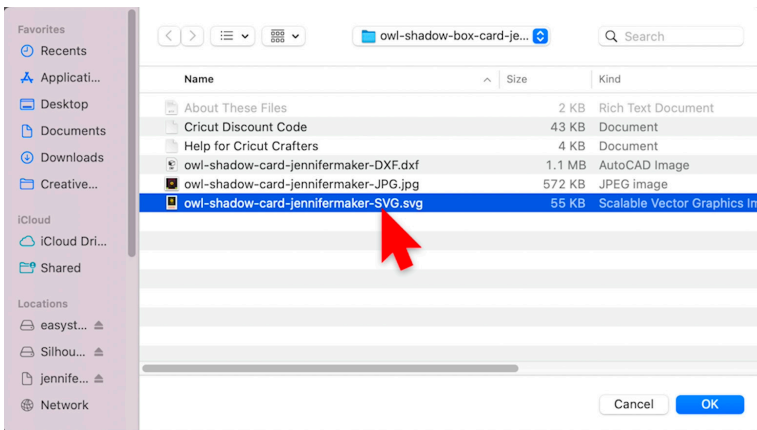 Favorites
Recents
Applicati...
Desktop
Documents
Downloads
Creative...
iCloud
iCloud Dri...
Shared
Locations
easyst...
Silhou...
jennife...
Network
owl-shadow-box-card-je...
Search
Name Size Kind
About These Files 2 KB Rich Text Document
Cricut Discount Code 43 KB Document
Help for Cricut Crafters 4 KB Document
owl-shadow-card-jennifermaker-DXF.dxf 1.1 MB AutoCAD Image
owl-shadow-card-jennifermaker-JPG.jpg 572 KB JPEG image
owl-shadow-card-jennifermaker-SVG.svg 55 KB Scalable Vector Graphics Im
Cancel OK